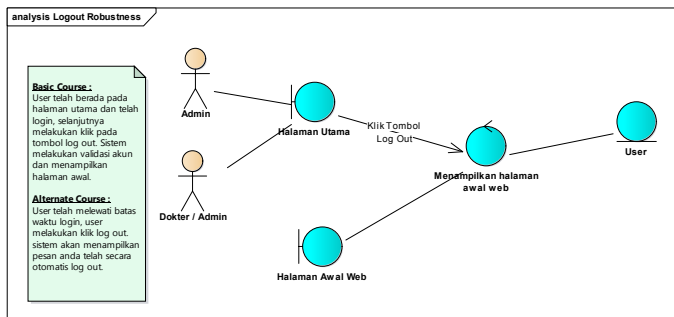 analysis Logout Robustness
Basic Course :
User telah berada pada
halaman utama dan telah
login, selanjutnya
melakukan klik pada
tombol log out. Sistem
melakukan validasi akun
dan menampilkan
halaman awal.
Alternate Course :
User telah melewati batas
waktu login, user
melakukan klik log out.
sistem akan menampilkan
pesan anda telah secara
otomatis log out.
Admin
Dokter / Admin
Halaman Utama
Klik Tombol
Log Out
Menampilkan halaman
awal web
User
Halaman Awal Web